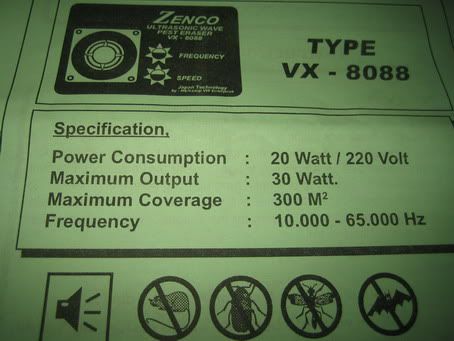 ZENCO
ULTRASONIC WAVE
PEST ERASER
VX - 8088
FREQUENCY
SPEED
Japan Technology
TYPE
VX - 8088
Specification,
Power Consumption : 20 Watt / 220 Volt
Maximum Output : 30 Watt.
Maximum Coverage : 300 M²
Frequency : 10.000 - 65.000 Hz